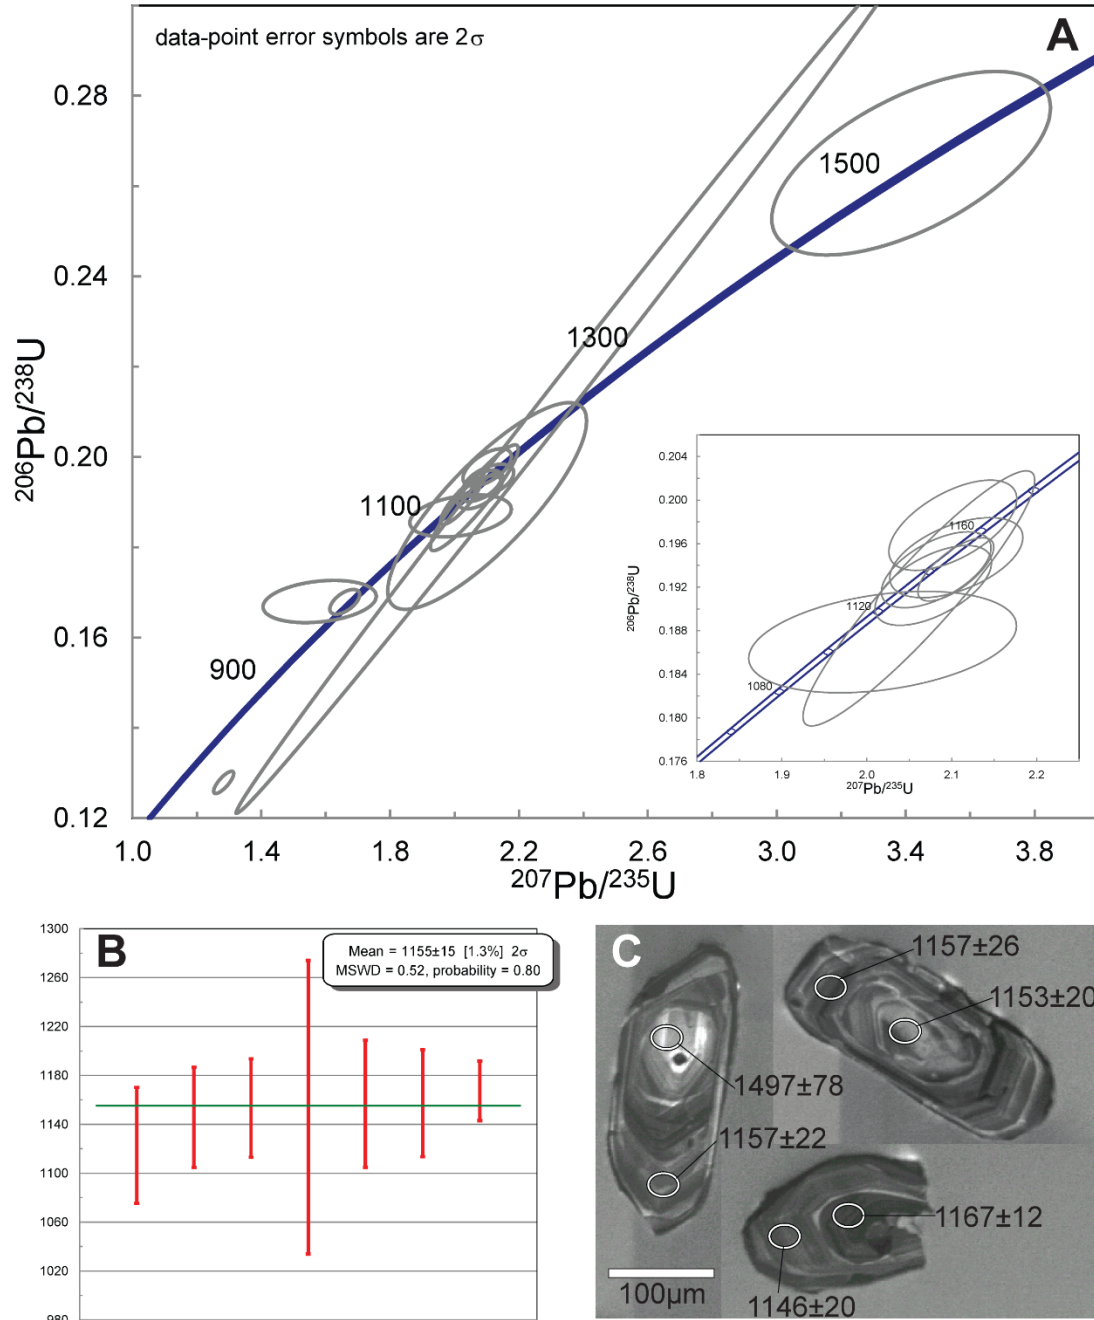 data-point error symbols are 2σ
A
0.28
0.24
0.20
0.16
0.12
²⁰⁶Pb/²³⁸U
1500
1300
1100
900
1.0 1.4 1.8 2.2 2.6 3.0 3.4 3.8
²⁰⁷Pb/²³⁵U
0.204
0.200
0.196
0.192
0.188
0.184
0.180
0.176
²⁰⁶Pb/²³⁸U
1160
1120
1080
1.8 1.9 2.0 2.1 2.2
²⁰⁷Pb/²³⁵U
B
Mean = 1155±15 [1.3%] 2σ
MSWD = 0.52, probability = 0.80
1300
1260
1220
1180
1140
1100
1060
1020
980
C
1157±26
1153±20
1497±78
1157±22
1167±12
1146±20
100µm